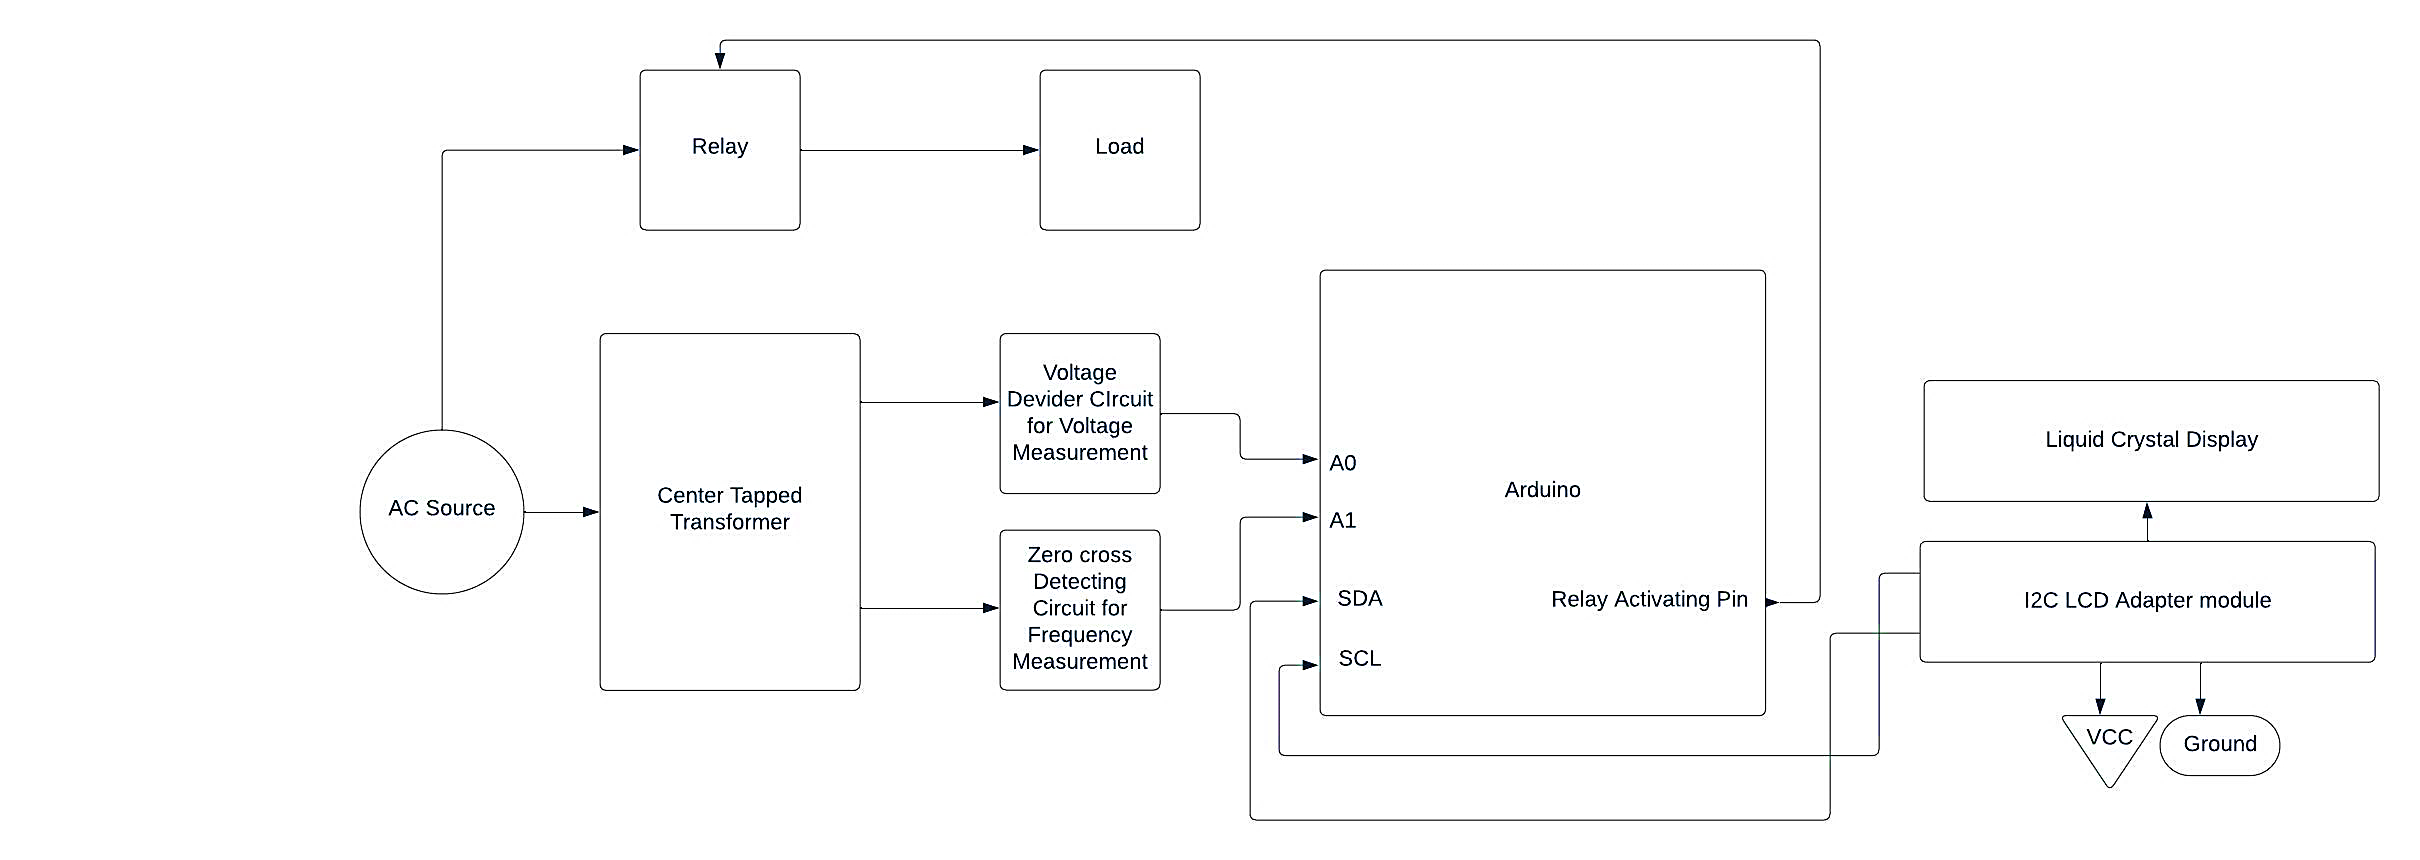 Relay
Load
AC Source
Center Tapped
Transformer
Voltage
Devider CIrcuit
for Voltage
Measurement
Zero cross
Detecting
Circuit for
Frequency
Measurement
A0
A1
SDA
SCL
Arduino
Relay Activating Pin
Liquid Crystal Display
I2C LCD Adapter module
VCC
Ground